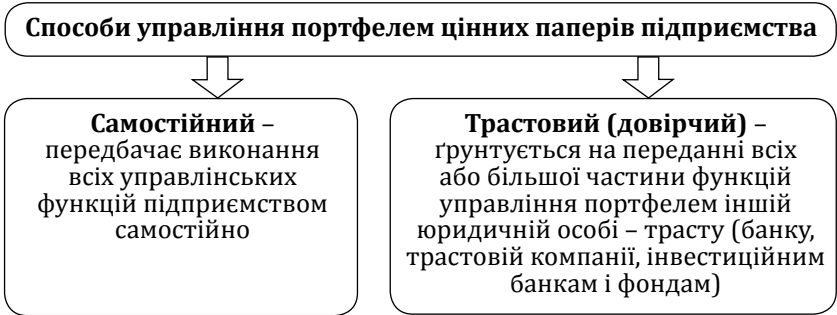 Способи управління портфелем цінних паперів підприємства
Самостійний –
передбачає виконання
всіх управлінських
функцій підприємством
самостійно
Трастовий (довірчий) –
ґрунтується на переданні всіх
або більшої частини функцій
управління портфелем іншій
юридичній особі – трасту (банку,
трастовій компанії, інвестиційним
банкам і фондам)